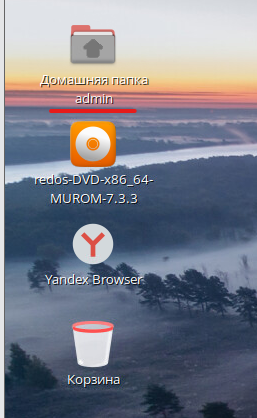 Домашняя папка
admin
redos-DVD-x86_64-
MUROM-7.3.3
Yandex Browser
Корзина